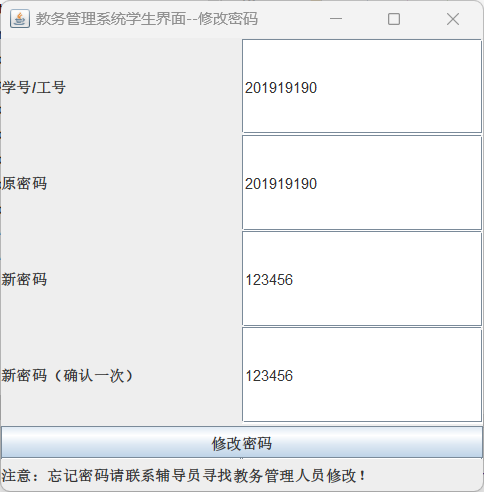 教务管理系统学生界面--修改密码
学号/工号
201919190
原密码
201919190
新密码
123456
新密码（确认一次）
123456
修改密码
注意：忘记密码请联系辅导员寻找教务管理人员修改！